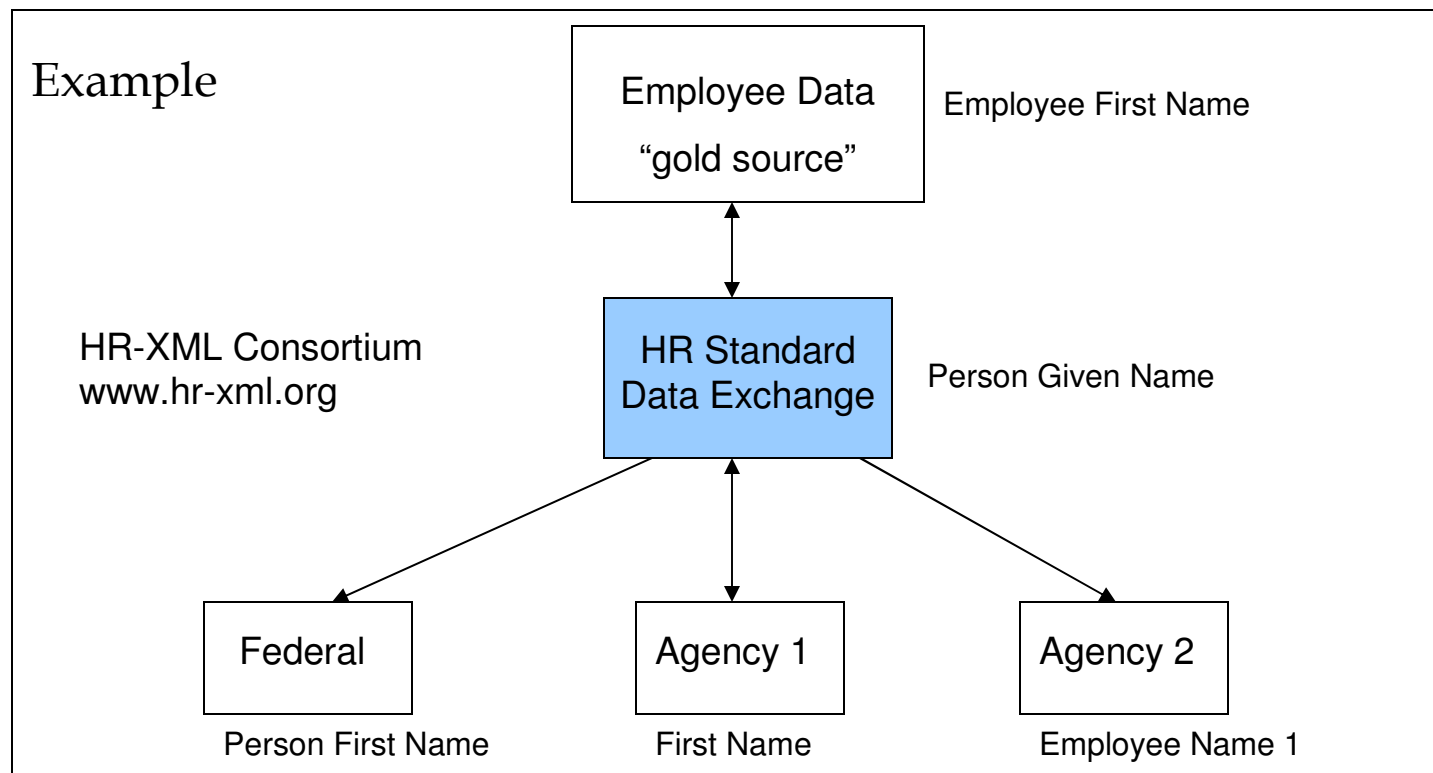 Example
Employee Data
“gold source”
Employee First Name
HR-XML Consortium
www.hr-xml.org
HR Standard
Data Exchange
Person Given Name
Federal
Agency 1
Agency 2
Person First Name
First Name
Employee Name 1